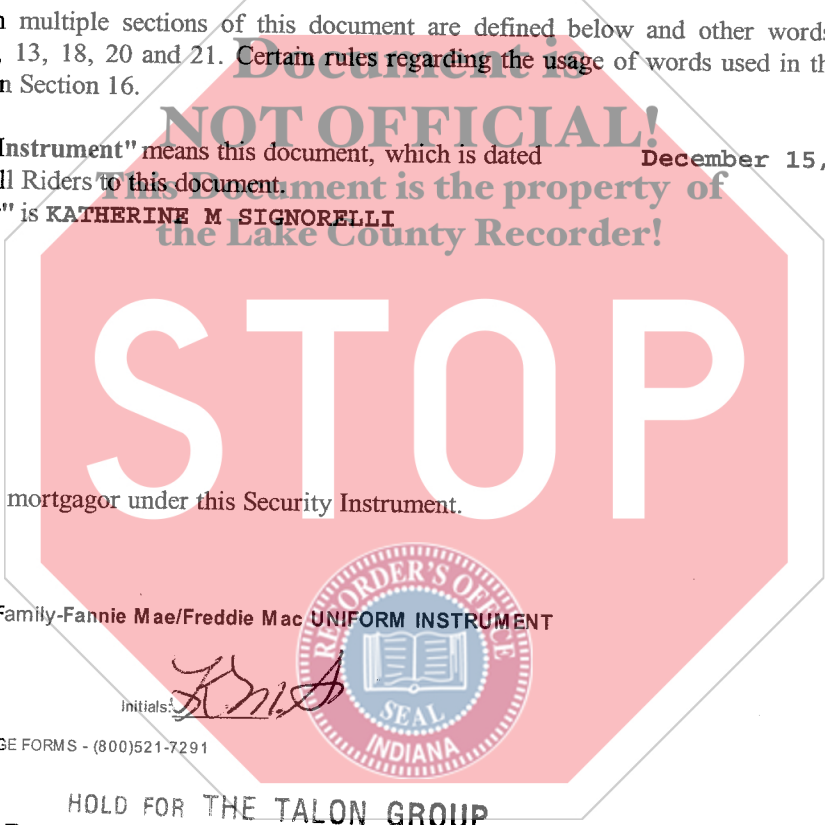 multiple sections of this document are defined below and other words
, 13, 18, 20 and 21. Certain rules regarding the usage of words used in th
n Section 16.
Document is
NOT OFFICIAL!
This Document is the property of
the Lake County Recorder!
Instrument" means this document, which is dated December 15,
ll Riders to this document.
" is KATHERINE M SIGNORELLI
STOP
mortgagor under this Security Instrument.
Family-Fannie Mae/Freddie Mac UNIFORM INSTRUMENT
RECORDER'S OFFICE
SEAL
INDIANA
Initials: KMS
GE FORMS - (800)521-7291
HOLD FOR THE TALON GROUP